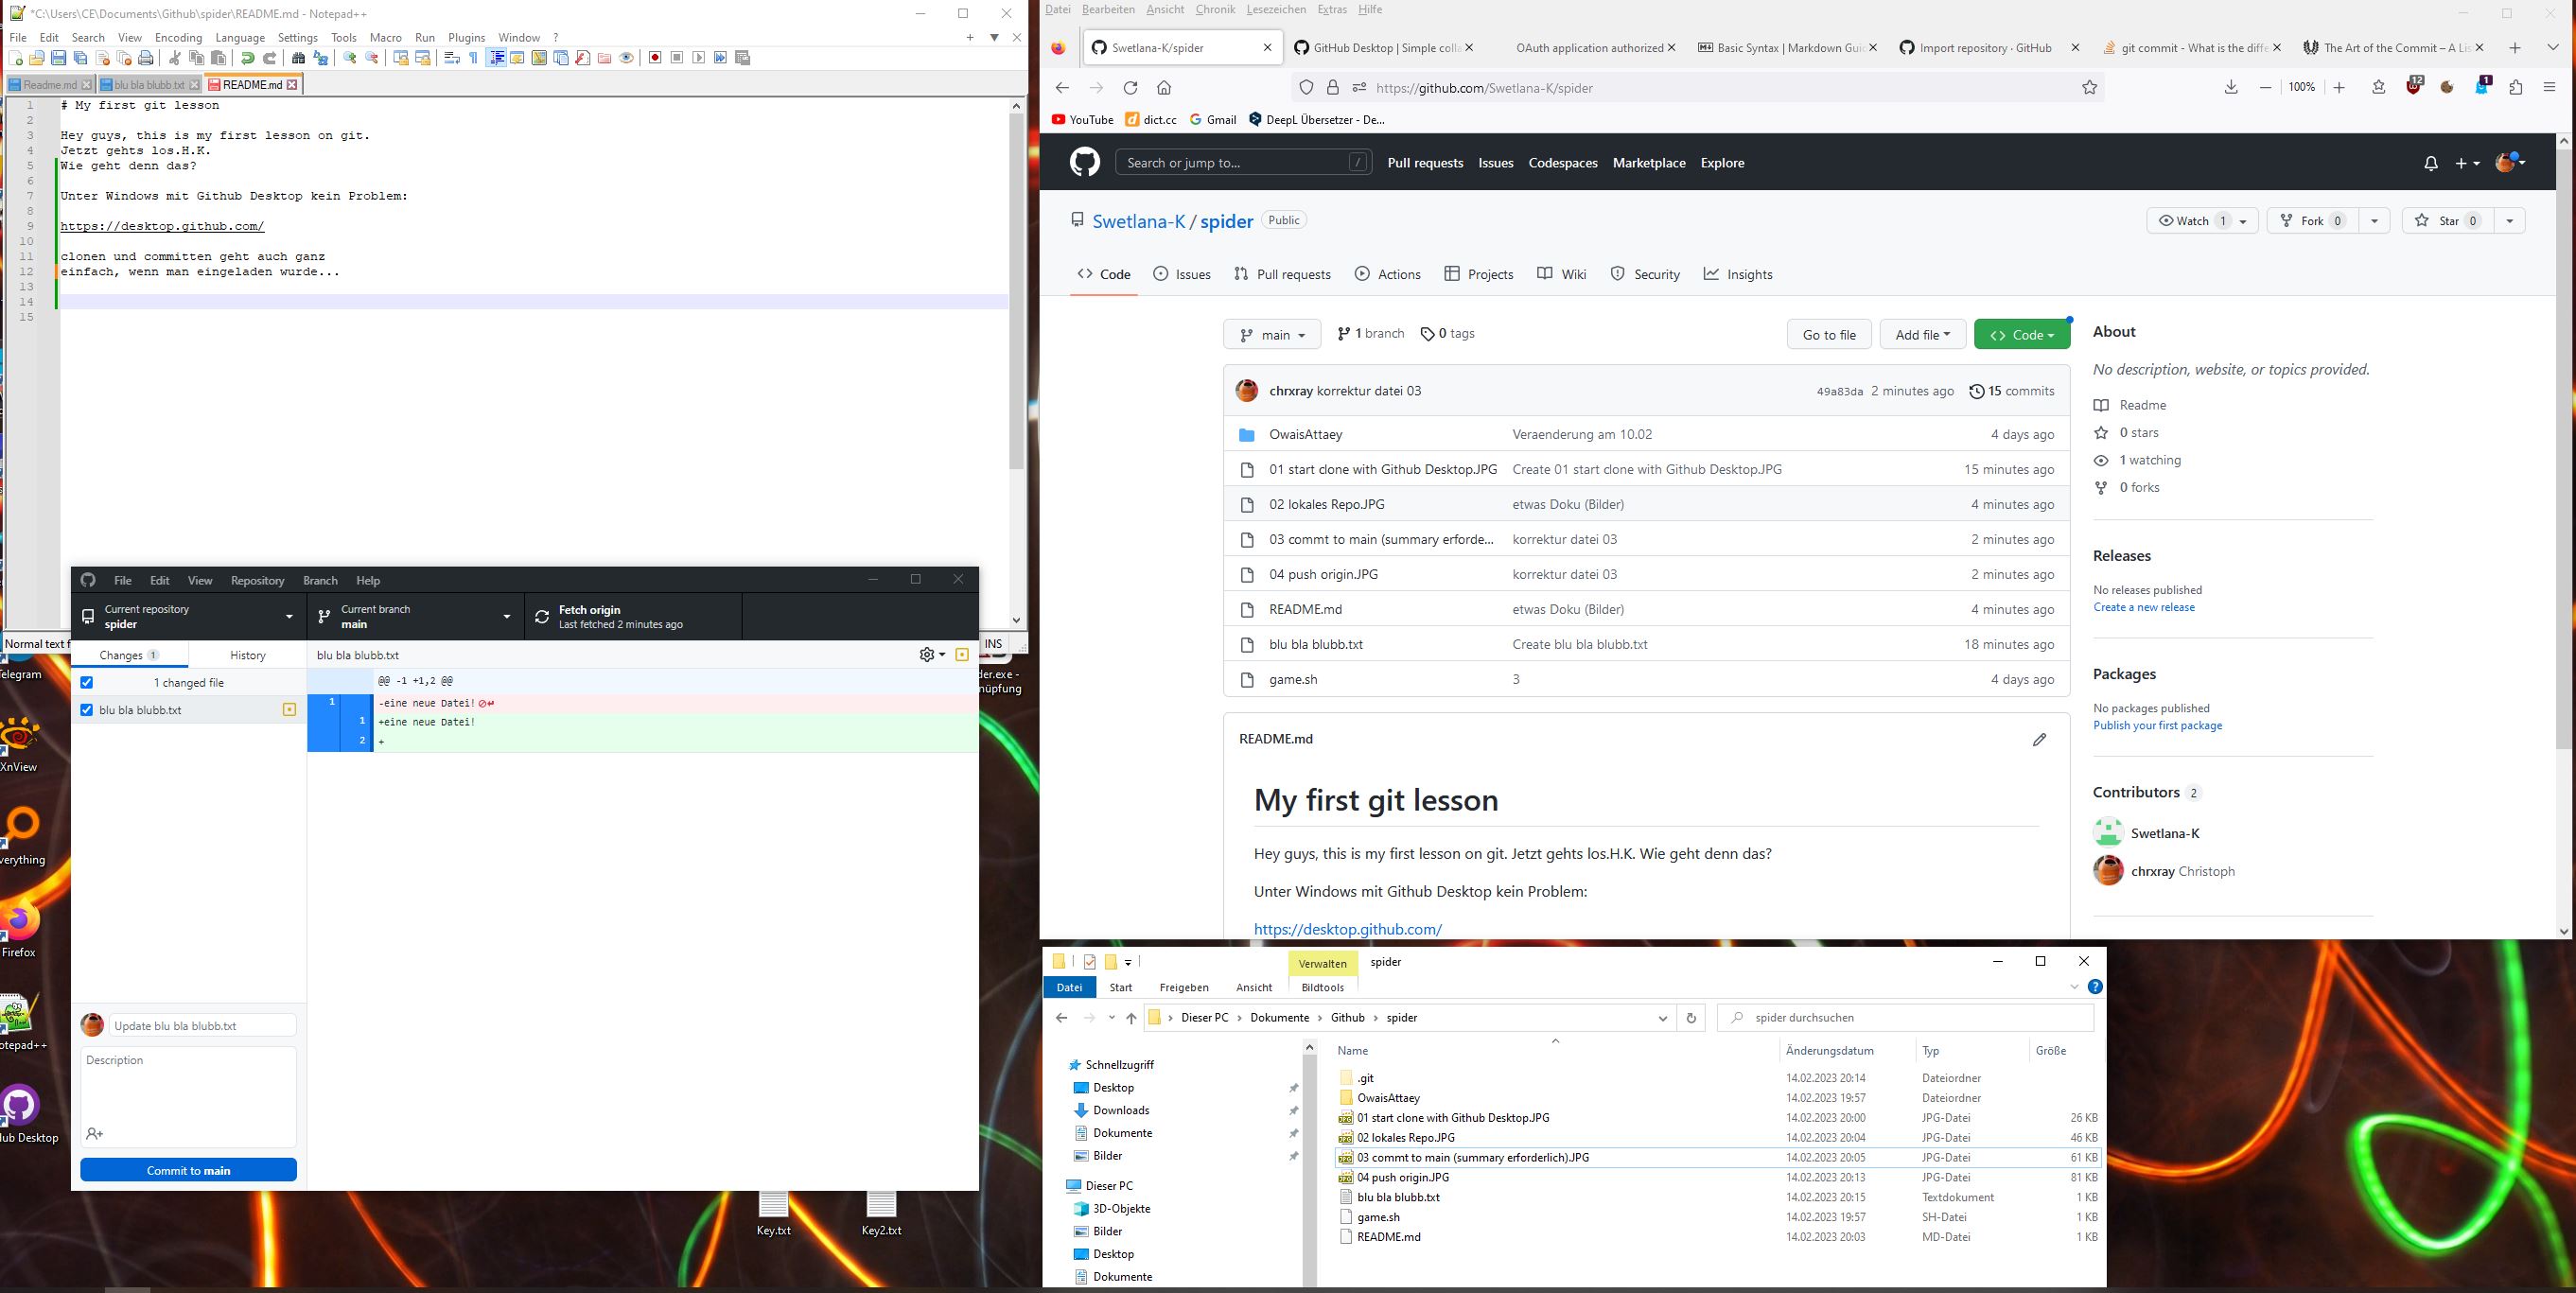 *C:\Users\CE\Documents\Github\spider\README.md - Notepad++
File Edit Search View Encoding Language Settings Tools Macro Run Plugins Window ?
Readme.md blu bla blubb.txt README.md
1 # My first git lesson
2
3 Hey guys, this is my first lesson on git.
4 Jetzt gehts los.H.K.
5 Wie geht denn das?
6
7 Unter Windows mit Github Desktop kein Problem:
8
9 https://desktop.github.com/
10
11 clonen und committen geht auch ganz
12 einfach, wenn man eingeladen wurde...
13
14
15
Normal text f
INS
File Edit View Repository Branch Help
Current repository
spider
Current branch
main
Fetch origin
Last fetched 2 minutes ago
Changes 1 History
blu bla blubb.txt
1 changed file
blu bla blubb.txt
@@ -1 +1,2 @@
1 -eine neue Datei!
1 +eine neue Datei!
2 +
Update blu bla blubb.txt
Description
Commit to main
elegram
XnView
verything
Firefox
otepad++
Hub Desktop
der.exe -
nüpfung
Key.txt
Key2.txt
Datei Bearbeiten Ansicht Chronik Lesezeichen Extras Hilfe
Swetlana-K/spider
GitHub Desktop | Simple colla
OAuth application authorized
Basic Syntax | Markdown Guid
Import repository · GitHub
git commit - What is the diffe
The Art of the Commit – A Lis
https://github.com/Swetlana-K/spider
100%
12
1
YouTube dict.cc Gmail DeepL Übersetzer - De...
Search or jump to... /
Pull requests Issues Codespaces Marketplace Explore
Swetlana-K / spider Public
Watch 1 Fork 0 Star 0
Code Issues Pull requests Actions Projects Wiki Security Insights
main 1 branch 0 tags
Go to file Add file Code
chrxray korrektur datei 03 49a83da 2 minutes ago 15 commits
OwaisAttaey Veraenderung am 10.02 4 days ago
01 start clone with Github Desktop.JPG Create 01 start clone with Github Desktop.JPG 15 minutes ago
02 lokales Repo.JPG etwas Doku (Bilder) 4 minutes ago
03 commt to main (summary erforde... korrektur datei 03 2 minutes ago
04 push origin.JPG korrektur datei 03 2 minutes ago
README.md etwas Doku (Bilder) 4 minutes ago
blu bla blubb.txt Create blu bla blubb.txt 18 minutes ago
game.sh 3 4 days ago
README.md
My first git lesson
Hey guys, this is my first lesson on git. Jetzt gehts los.H.K. Wie geht denn das?
Unter Windows mit Github Desktop kein Problem:
https://desktop.github.com/
About
No description, website, or topics provided.
Readme
0 stars
1 watching
0 forks
Releases
No releases published
Create a new release
Packages
No packages published
Publish your first package
Contributors 2
Swetlana-K
chrxray Christoph
Verwalten spider
Datei Start Freigeben Ansicht Bildtools
Dieser PC Dokumente Github spider
spider durchsuchen
Schnellzugriff
Desktop
Downloads
Dokumente
Bilder
Dieser PC
3D-Objekte
Bilder
Desktop
Dokumente
Name Änderungsdatum Typ Größe
.git 14.02.2023 20:14 Dateiordner
OwaisAttaey 14.02.2023 19:57 Dateiordner
01 start clone with Github Desktop.JPG 14.02.2023 20:00 JPG-Datei 26 KB
02 lokales Repo.JPG 14.02.2023 20:04 JPG-Datei 46 KB
03 commt to main (summary erforderlich).JPG 14.02.2023 20:05 JPG-Datei 61 KB
04 push origin.JPG 14.02.2023 20:13 JPG-Datei 81 KB
blu bla blubb.txt 14.02.2023 20:15 Textdokument 1 KB
game.sh 14.02.2023 19:57 SH-Datei 1 KB
README.md 14.02.2023 20:03 MD-Datei 1 KB